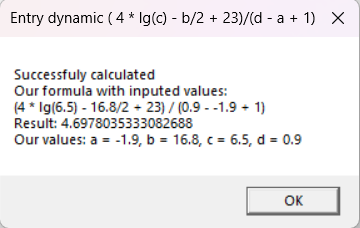 Entry dynamic ( 4 * lg(c) - b/2 + 23)/(d - a + 1)
Successfuly calculated
Our formula with inputed values:
(4 * lg(6.5) - 16.8/2 + 23) / (0.9 - -1.9 + 1)
Result: 4.6978035333082688
Our values: a = -1.9, b = 16.8, c = 6.5, d = 0.9
OK